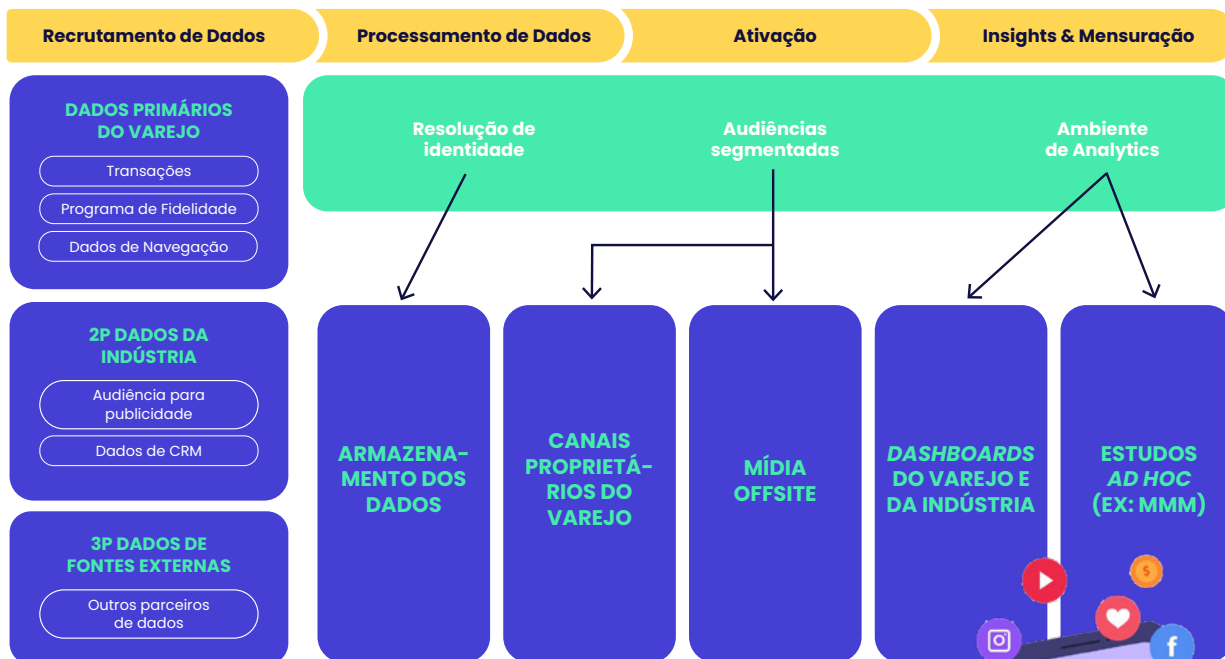 Recrutamento de Dados
Processamento de Dados
Ativação
Insights & Mensuração
DADOS PRIMÁRIOS
DO VAREJO
Transações
Programa de Fidelidade
Dados de Navegação
2P DADOS DA
INDÚSTRIA
Audiência para
publicidade
Dados de CRM
3P DADOS DE
FONTES EXTERNAS
Outros parceiros
de dados
Resolução de
identidade
Audiências
segmentadas
Ambiente
de Analytics
ARMAZENA-
MENTO DOS
DADOS
CANAIS
PROPRIETÁ-
RIOS DO
VAREJO
MÍDIA
OFFSITE
DASHBOARDS
DO VAREJO E
DA INDÚSTRIA
ESTUDOS
AD HOC
(EX: MMM)
$
f